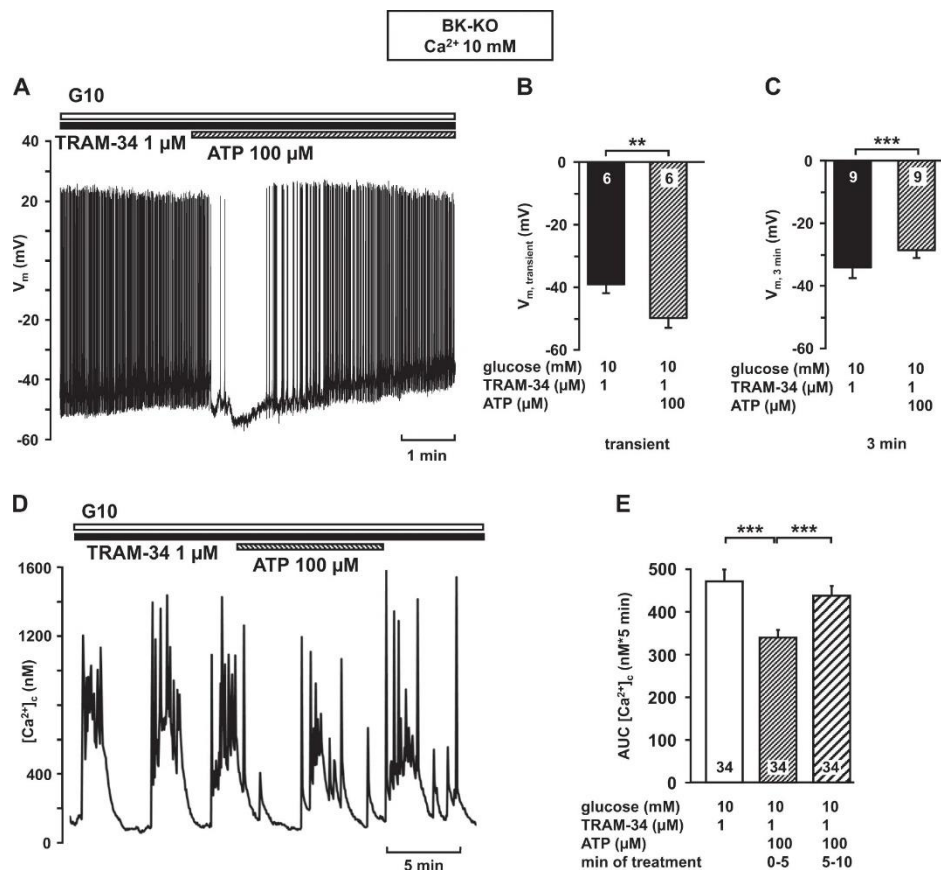 BK-KO
Ca²⁺ 10 mM
A
G10
TRAM-34 1 µM
ATP 100 µM
40
20
0
-20
-40
-60
Vm (mV)
1 min
B
**
0
-20
-40
-60
Vm, transient (mV)
6
6
glucose (mM) 10 10
TRAM-34 (µM) 1 1
ATP (µM) 100
transient
C
***
0
-20
-40
-60
Vm, 3 min (mV)
9
9
glucose (mM) 10 10
TRAM-34 (µM) 1 1
ATP (µM) 100
3 min
D
G10
TRAM-34 1 µM
ATP 100 µM
1600
1200
800
400
200
0
[Ca²⁺]c (nM)
5 min
E
*** ***
500
400
300
200
100
0
AUC [Ca²⁺]c (nM*5 min)
34 34 34
glucose (mM) 10 10 10
TRAM-34 (µM) 1 1 1
ATP (µM) 100 100
min of treatment 0-5 5-10